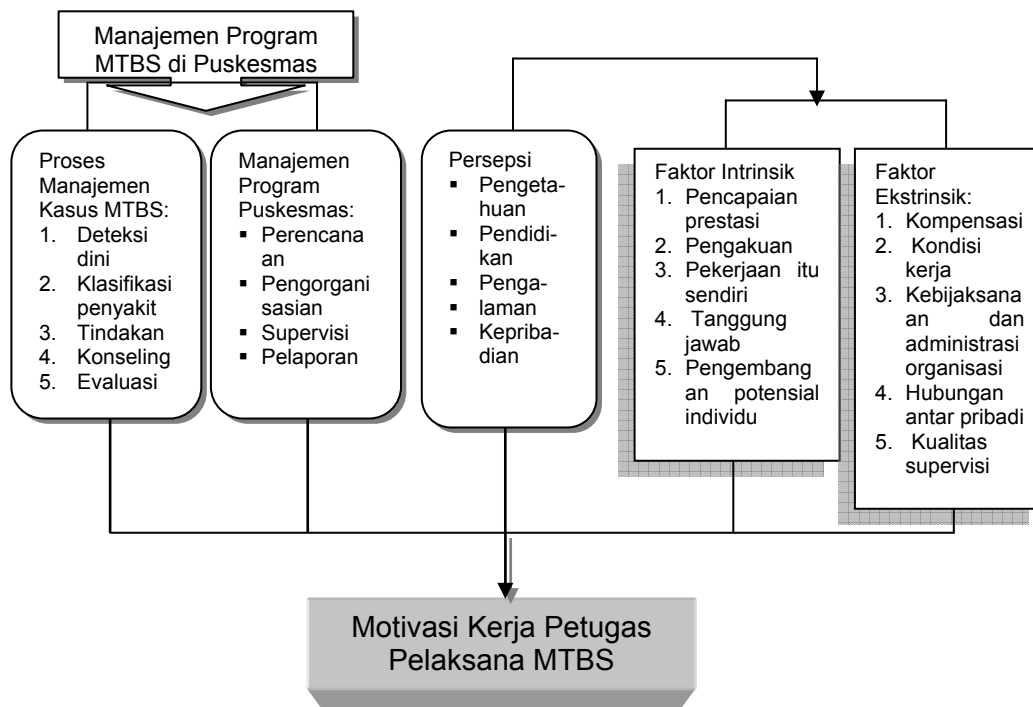 Manajemen Program
MTBS di Puskesmas
Proses
Manajemen
Kasus MTBS:
1. Deteksi
dini
2. Klasifikasi
penyakit
3. Tindakan
4. Konseling
5. Evaluasi
Manajemen
Program
Puskesmas:
▪ Perencana
an
▪ Pengorgani
sasian
▪ Supervisi
▪ Pelaporan
Persepsi
▪ Pengeta-
huan
▪ Pendidi-
kan
▪ Penga-
▪ laman
▪ Kepriba-
dian
Faktor Intrinsik
1. Pencapaian
prestasi
2. Pengakuan
3. Pekerjaan itu
sendiri
4. Tanggung
jawab
5. Pengembang
an potensial
individu
Faktor
Ekstrinsik:
1. Kompensasi
2. Kondisi
kerja
3. Kebijaksana
an dan
administrasi
organisasi
4. Hubungan
antar pribadi
5. Kualitas
supervisi
Motivasi Kerja Petugas
Pelaksana MTBS